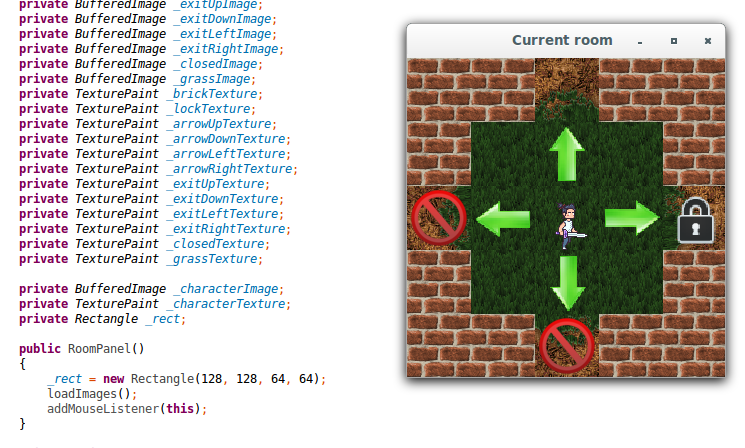 private BufferedImage _exitUpImage;
private BufferedImage _exitDownImage;
private BufferedImage _exitLeftImage;
private BufferedImage _exitRightImage;
private BufferedImage _closedImage;
private BufferedImage _grassImage;
private TexturePaint _brickTexture;
private TexturePaint _lockTexture;
private TexturePaint _arrowUpTexture;
private TexturePaint _arrowDownTexture;
private TexturePaint _arrowLeftTexture;
private TexturePaint _arrowRightTexture;
private TexturePaint _exitUpTexture;
private TexturePaint _exitDownTexture;
private TexturePaint _exitLeftTexture;
private TexturePaint _exitRightTexture;
private TexturePaint _closedTexture;
private TexturePaint _grassTexture;
private BufferedImage _characterImage;
private TexturePaint _characterTexture;
private Rectangle _rect;
public RoomPanel()
{
_rect = new Rectangle(128, 128, 64, 64);
loadImages();
addMouseListener(this);
}
Current room